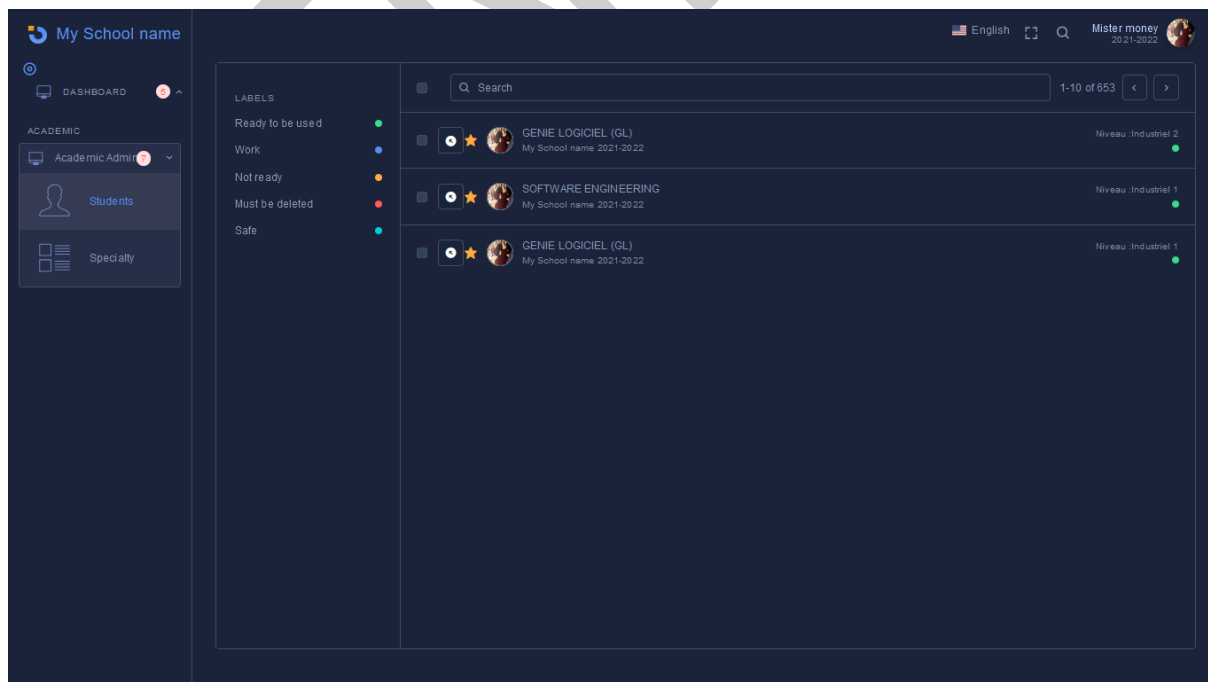 My School name
English
Mister money
2021-2022
DASHBOARD 5
ACADEMIC
Academic Admin 7
Students
Specialty
LABELS
Ready to be used
Work
Not ready
Must be deleted
Safe
Search
1-10 of 653
GENIE LOGICIEL (GL)
My School name 2021-2022
Niveau :Industriel 2
SOFTWARE ENGINEERING
My School name 2021-2022
Niveau :Industriel 1
GENIE LOGICIEL (GL)
My School name 2021-2022
Niveau :Industriel 1